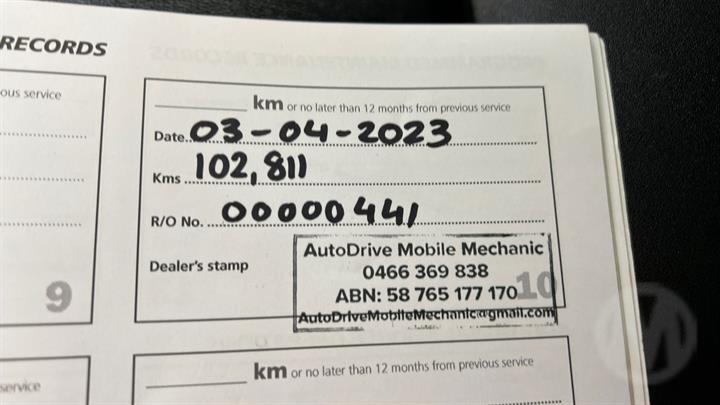 RECORDS
ous service
km or no later than 12 months from previous service
Date 03-04-2023
Kms 102,811
R/O No. 00000441
Dealer's stamp
AutoDrive Mobile Mechanic
0466 369 838
ABN: 58 765 177 170
AutoDriveMobileMechanic@gmail.com
9
10
km or no later than 12 months from previous service
service
M